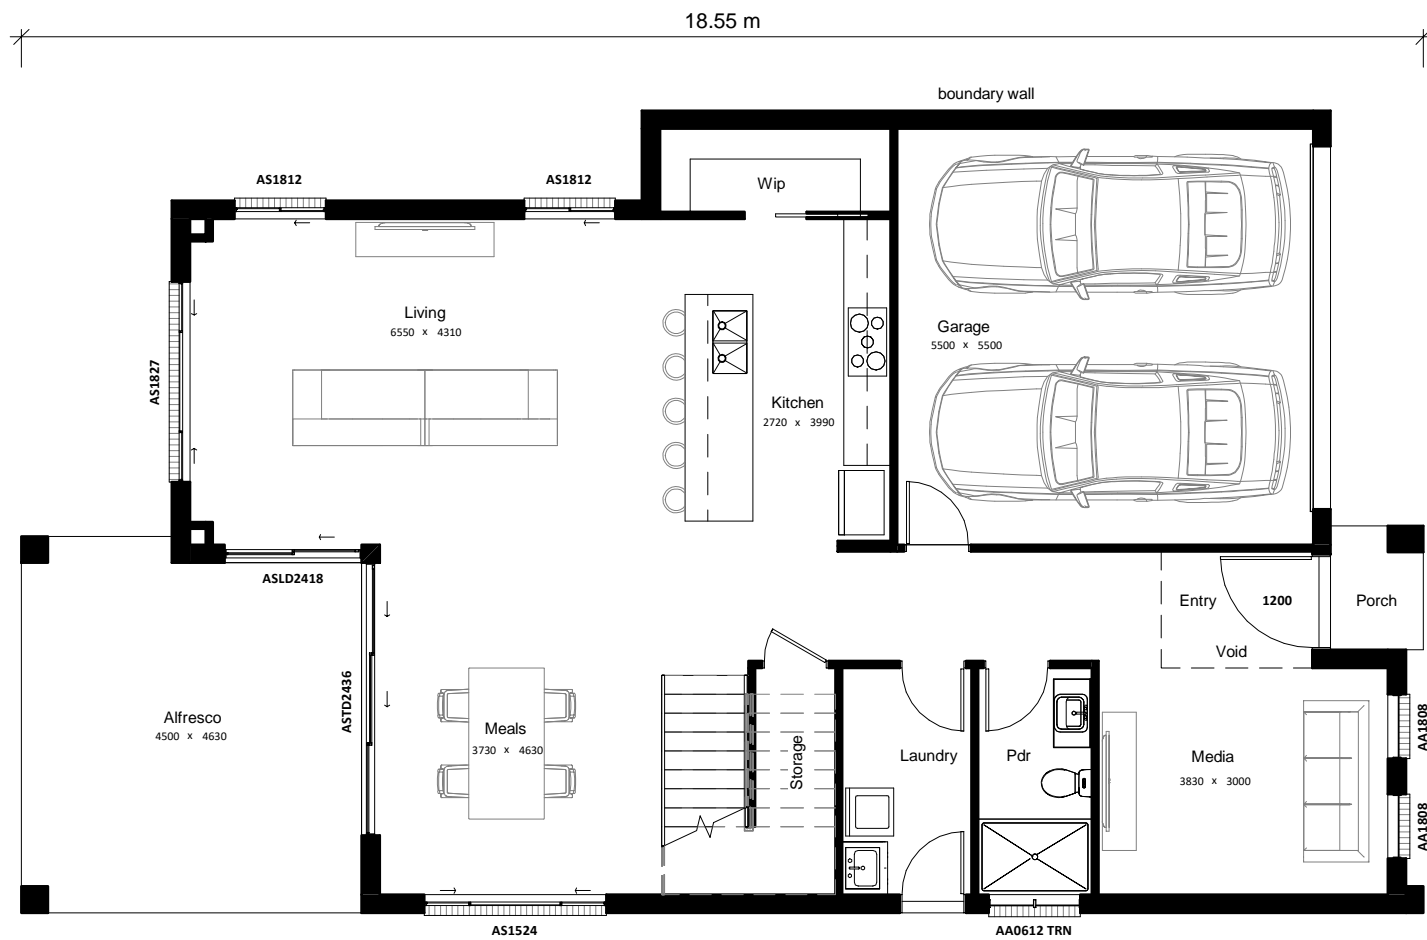 18.55 m
boundary wall
AS1812
AS1812
Wip
Living
6550 x 4310
Garage
5500 x 5500
AS1827
Kitchen
2720 x 3990
ASLD2418
Entry
1200
Porch
Void
ASTD2436
Alfresco
4500 x 4630
Meals
3730 x 4630
Storage
Laundry
Pdr
Media
3830 x 3000
AA1808
AA1808
AS1524
AA0612 TRN